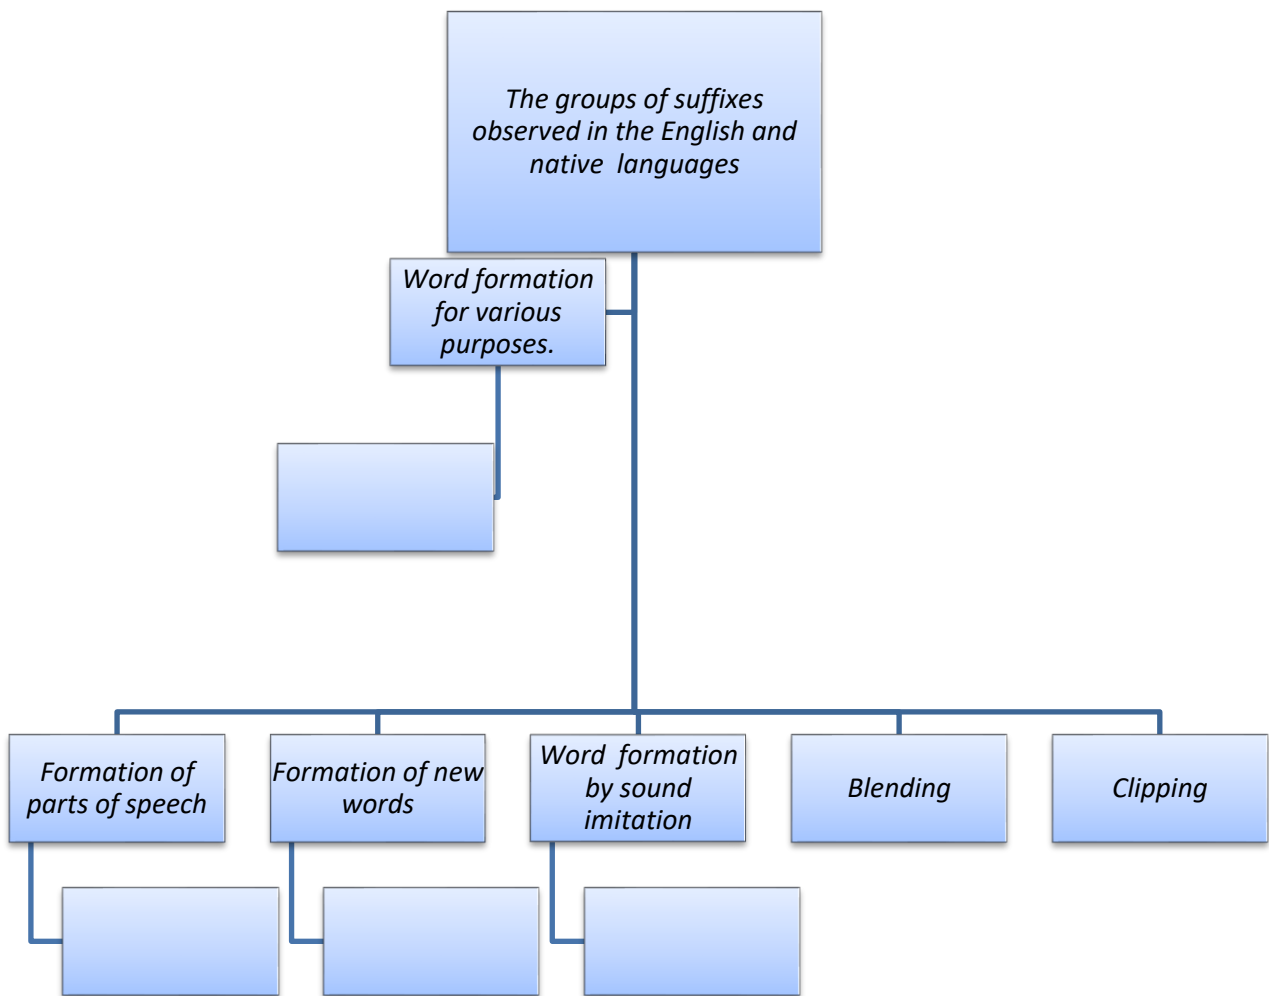 The groups of suffixes
observed in the English and
native languages
Word formation
for various
purposes.
Formation of
parts of speech
Formation of new
words
Word formation
by sound
imitation
Blending
Clipping